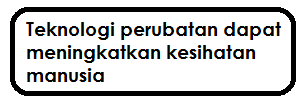 Teknologi perubatan dapat
meningkatkan kesihatan
manusia